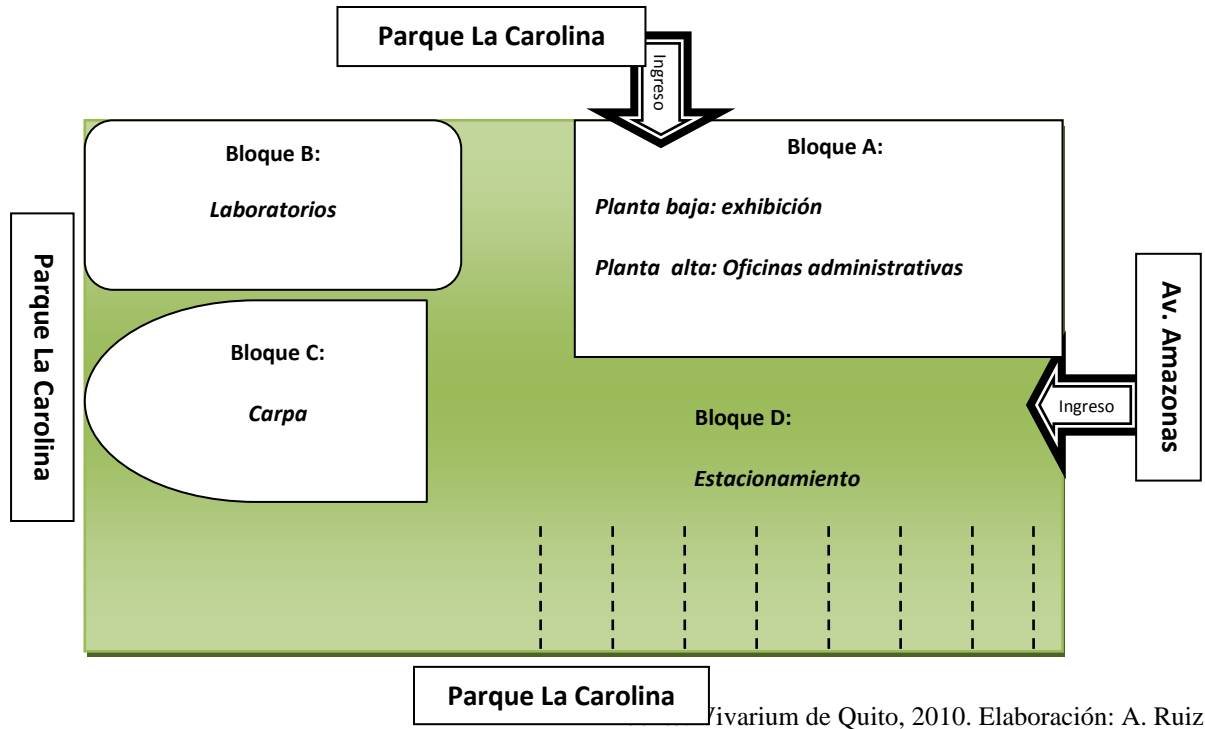 Parque La Carolina
Ingreso
Bloque B:
Laboratorios
Bloque A:
Planta baja: exhibición
Planta alta: Oficinas administrativas
Parque La Carolina
Bloque C:
Carpa
Av. Amazonas
Ingreso
Bloque D:
Estacionamiento
Parque La Carolina
Vivarium de Quito, 2010. Elaboración: A. Ruiz